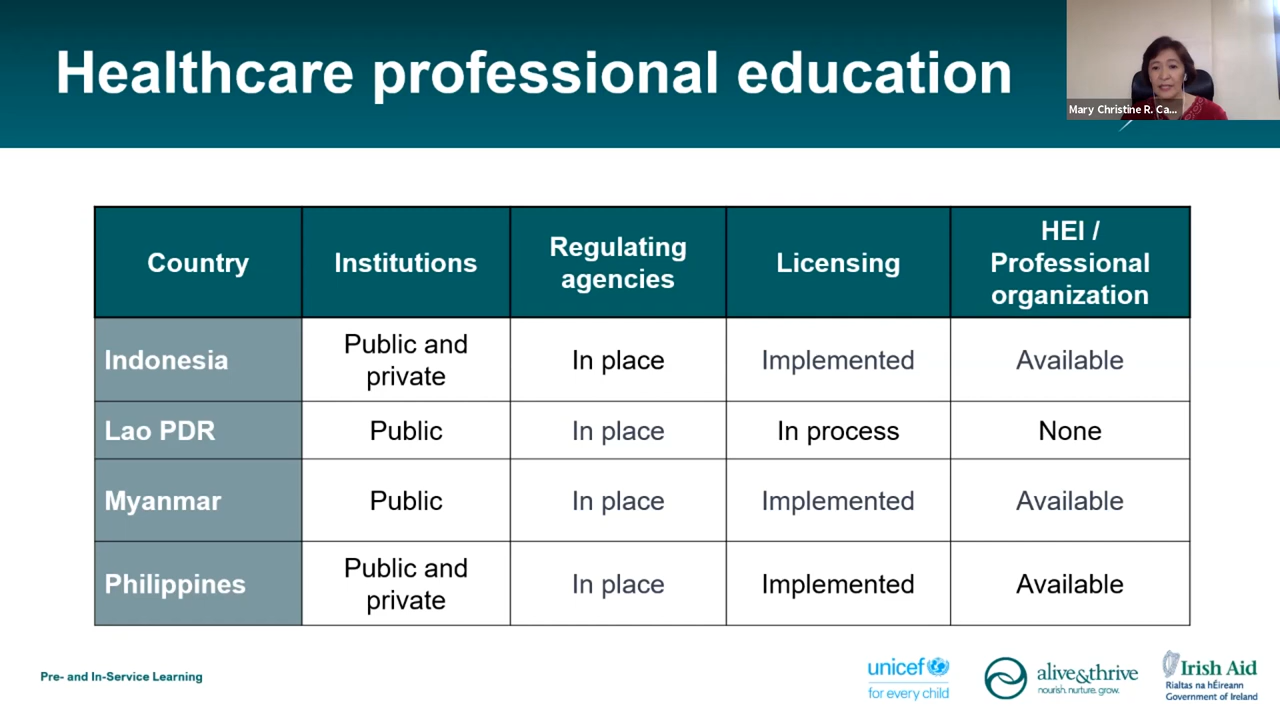 Healthcare professional education
Mary Christine R. Ca...
Country
Institutions
Regulating
agencies
Licensing
HEI /
Professional
organization
Indonesia
Public and
private
In place
Implemented
Available
Lao PDR
Public
In place
In process
None
Myanmar
Public
In place
Implemented
Available
Philippines
Public and
private
In place
Implemented
Available
Pre- and In-Service Learning
unicef
for every child
alive&thrive
nourish. nurture. grow.
Irish Aid
Rialtas na hÉireann
Government of Ireland